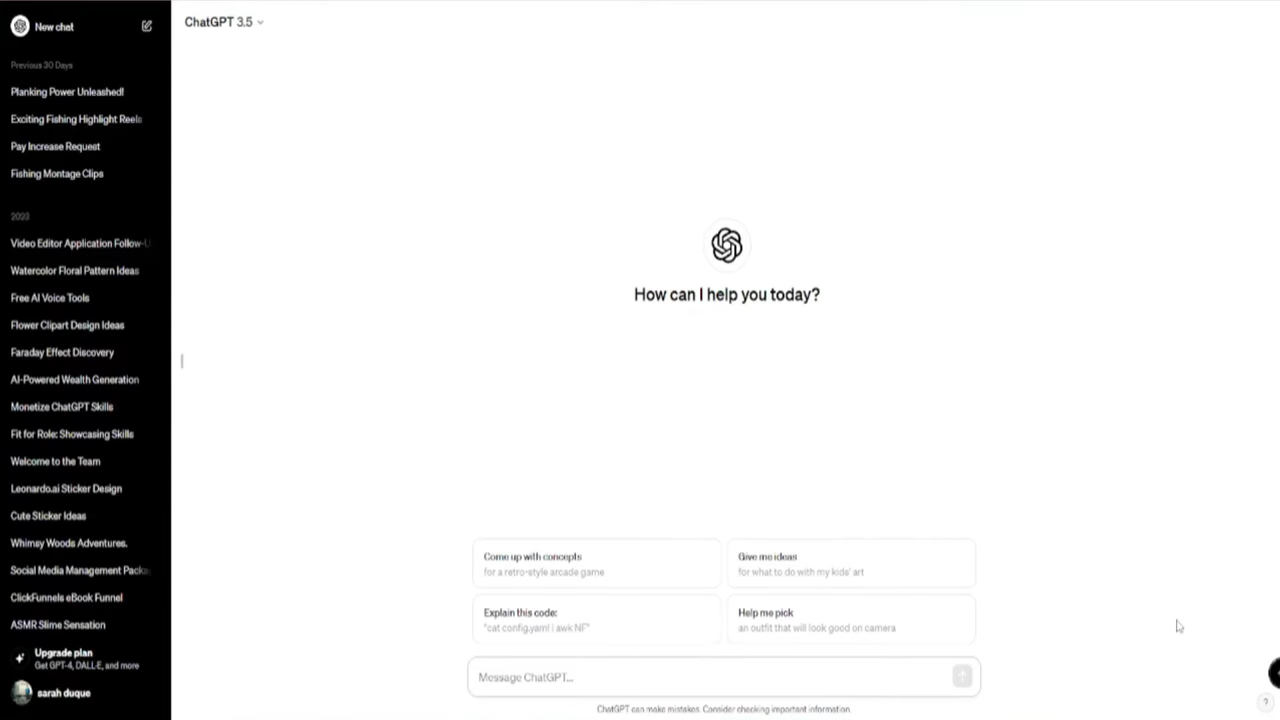 New chat
ChatGPT 3.5
Previous 30 Days
Planking Power Unleashed!
Exciting Fishing Highlight Reels
Pay Increase Request
Fishing Montage Clips
2023
Video Editor Application Follow-U
Watercolor Floral Pattern Ideas
Free AI Voice Tools
Flower Clipart Design Ideas
Faraday Effect Discovery
AI-Powered Wealth Generation
Monetize ChatGPT Skills
Fit for Role: Showcasing Skills
Welcome to the Team
Leonardo.ai Sticker Design
Cute Sticker Ideas
Whimsy Woods Adventures.
Social Media Management Packa
ClickFunnels eBook Funnel
ASMR Slime Sensation
Upgrade plan
Get GPT-4, DALL·E, and more
sarah duque
How can I help you today?
Come up with concepts
for a retro-style arcade game
Give me ideas
for what to do with my kids' art
Explain this code:
"cat config.yaml | awk NF"
Help me pick
an outfit that will look good on camera
Message ChatGPT...
ChatGPT can make mistakes. Consider checking important information.
?